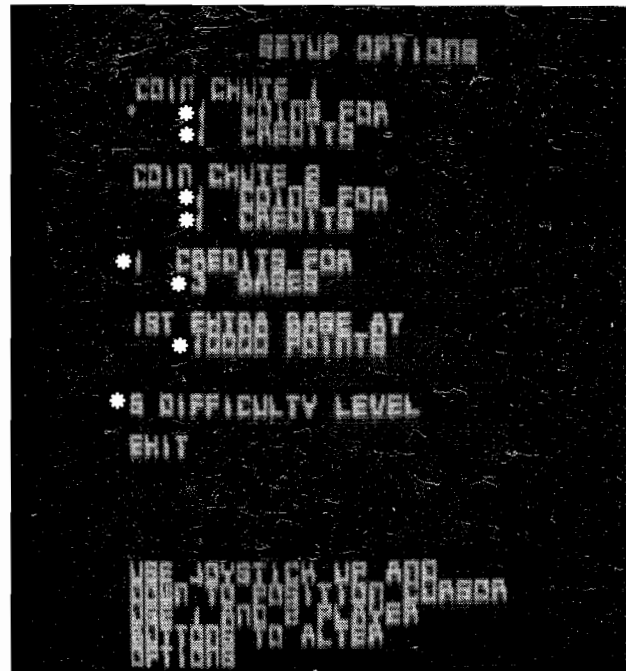 SETUP OPTIONS
COIN CHUTE 1
*1 COINS FOR
*1 CREDITS
COIN CHUTE 2
*1 COINS FOR
*1 CREDITS
*1 CREDITS FOR
*3 BASES
1ST EXTRA BASE AT
*10000 POINTS
*5 DIFFICULTY LEVEL
EXIT
USE JOYSTICK UP AND
DOWN TO POSITION CURSOR
USE 1 AND 2 PLAYER
BUTTONS TO ALTER
OPTIONS